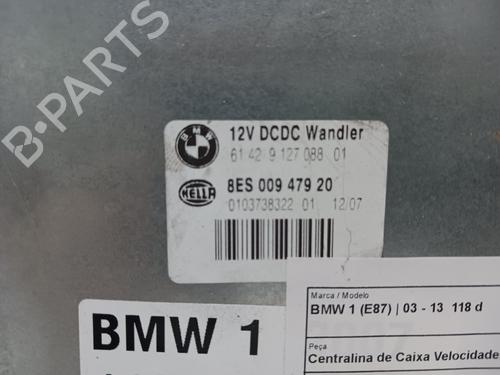 BMW
12V DCDC Wandler
61 42 9 127 088 01
HELLA
8ES 009 479 20
0103738322 01 12/07
BMW 1
Marca / Modelo
BMW 1 (E87) | 03 - 13 118 d
Peça
Centralina de Caixa Velocidade